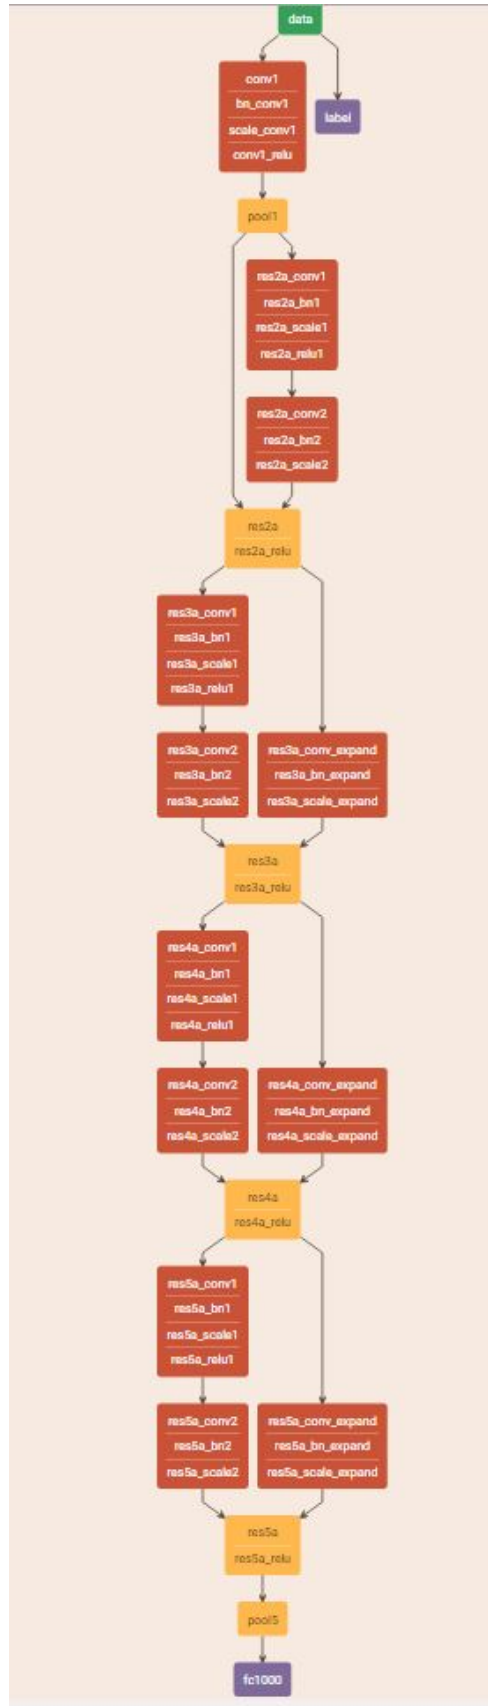 data
conv1
bn_conv1
scale_conv1
conv1_relu
label
pool1
res2a_conv1
res2a_bn1
res2a_scale1
res2a_relu1
res2a_conv2
res2a_bn2
res2a_scale2
res2a
res2a_relu
res3a_conv1
res3a_bn1
res3a_scale1
res3a_relu1
res3a_conv2
res3a_bn2
res3a_scale2
res3a_conv_expand
res3a_bn_expand
res3a_scale_expand
res3a
res3a_relu
res4a_conv1
res4a_bn1
res4a_scale1
res4a_relu1
res4a_conv2
res4a_bn2
res4a_scale2
res4a_conv_expand
res4a_bn_expand
res4a_scale_expand
res4a
res4a_relu
res5a_conv1
res5a_bn1
res5a_scale1
res5a_relu1
res5a_conv2
res5a_bn2
res5a_scale2
res5a_conv_expand
res5a_bn_expand
res5a_scale_expand
res5a
res5a_relu
pool5
fc1000